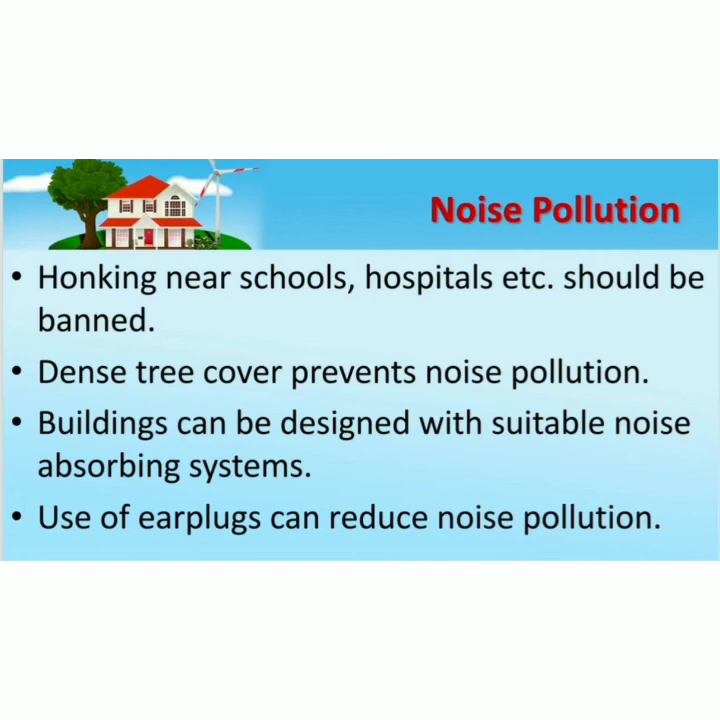 Noise Pollution
• Honking near schools, hospitals etc. should be
banned.
• Dense tree cover prevents noise pollution.
• Buildings can be designed with suitable noise
absorbing systems.
• Use of earplugs can reduce noise pollution.